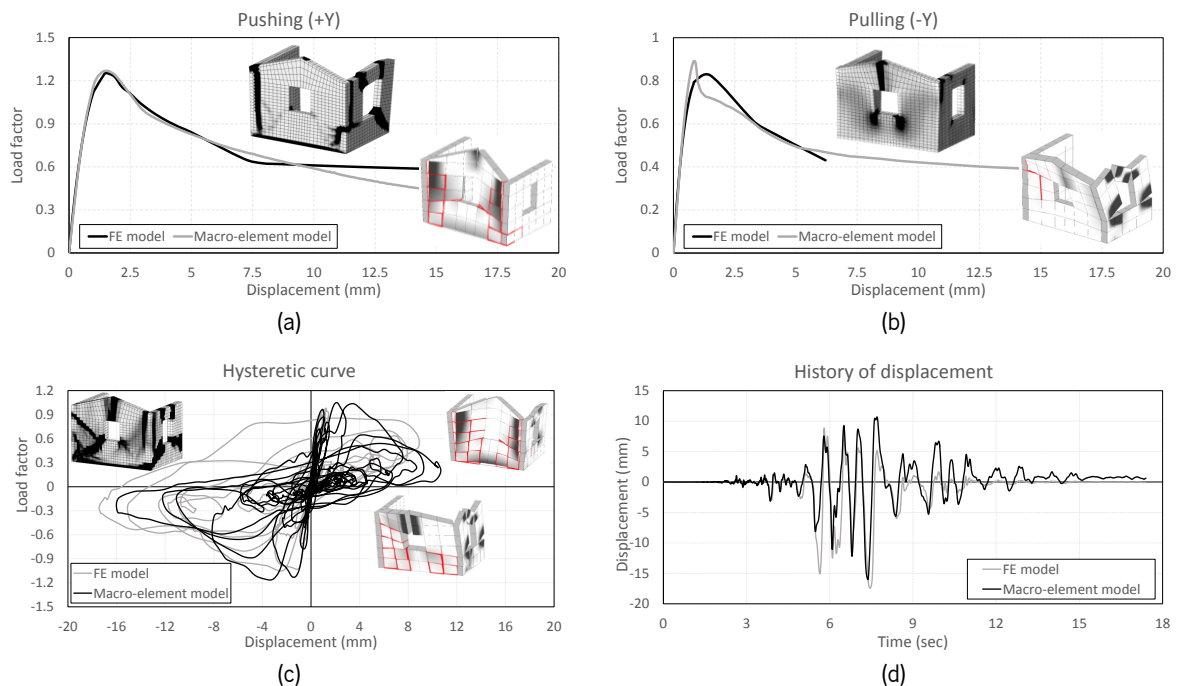 Pushing (+Y)
Load factor
1.5
1.2
0.9
0.6
0.3
0
FE model
Macro-element model
0
2.5
5
7.5
10
12.5
15
17.5
20
Displacement (mm)
(a)
Pulling (-Y)
Load factor
1
0.8
0.6
0.4
0.2
0
FE model
Macro-element model
0
2.5
5
7.5
10
12.5
15
17.5
20
Displacement (mm)
(b)
Hysteretic curve
Load factor
1.2
0.9
0.6
0.3
0
-0.3
-0.6
-0.9
-1.2
-1.5
FE model
Macro-element model
-20
-16
-12
-8
-4
0
4
8
12
16
20
Displacement (mm)
(c)
History of displacement
Displacement (mm)
15
10
5
0
-5
-10
-15
-20
FE model
Macro-element model
0
3
6
9
12
15
18
Time (sec)
(d)